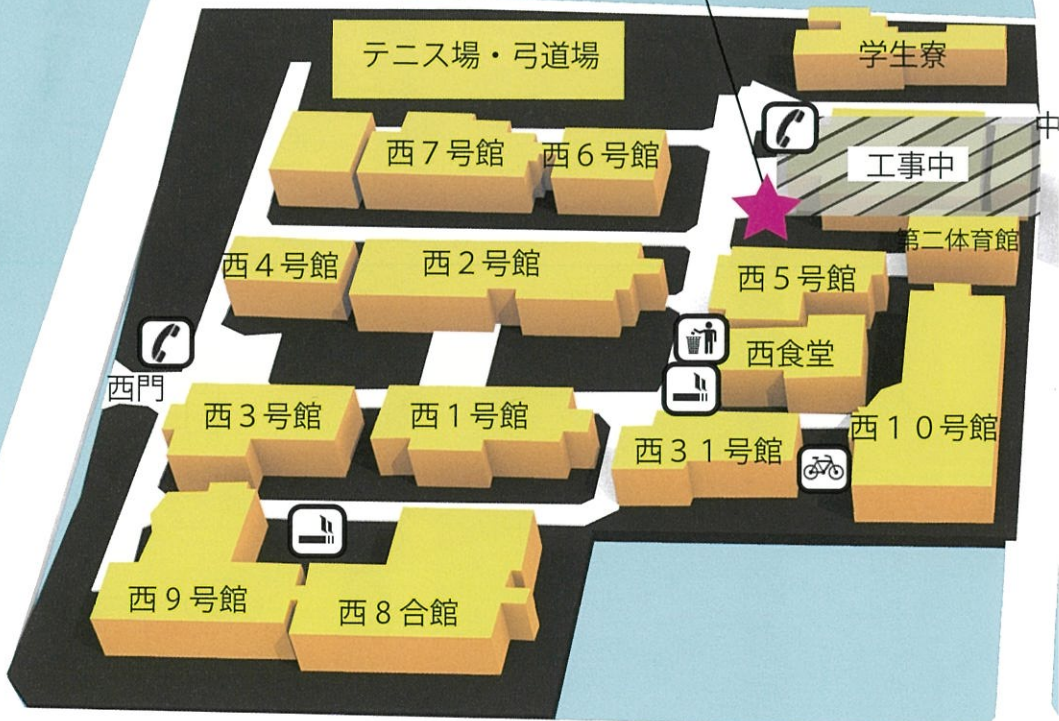 テニス場・弓道場
学生寮
西７号館
西６号館
工事中
中
第二体育館
西４号館
西２号館
西５号館
西食堂
西門
西３号館
西１号館
西３１号館
西１０号館
西９号館
西８合館